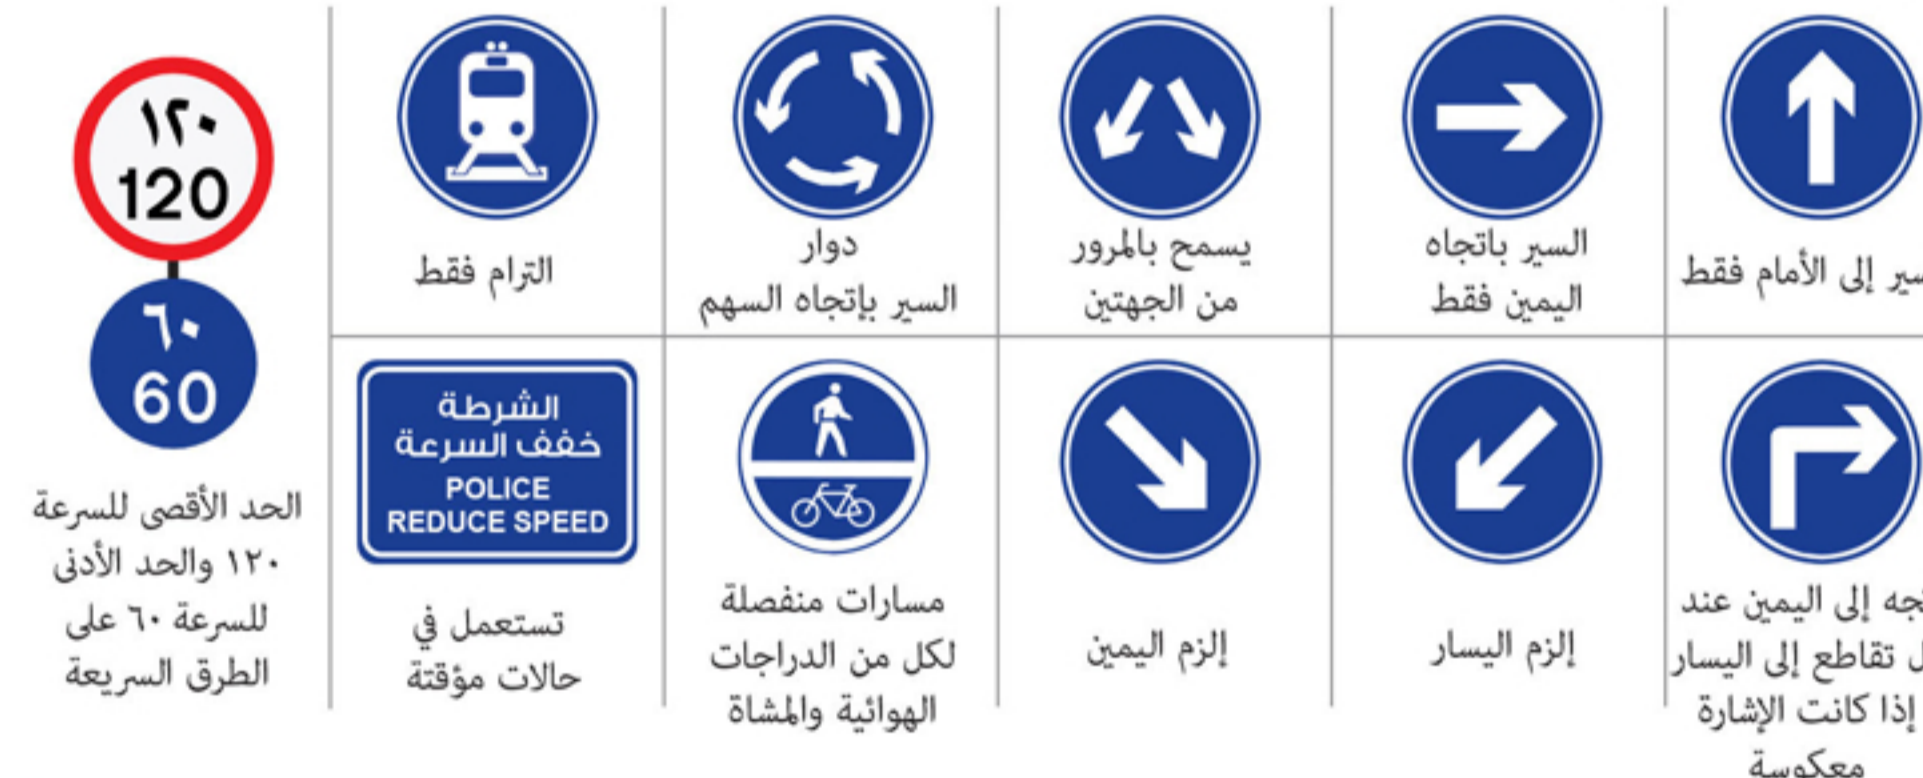 سير إلى الأمام فقط
السير باتجاه
اليمين فقط
يسمح بالمرور
من الجهتين
دوار
السير بإتجاه السهم
الترام فقط
إلى اليمين عند
تقاطع إلى اليسار
إذا كانت الإشارة
معكوسة
إلزم اليسار
إلزم اليمين
مسارات منفصلة
لكل من الدراجات
الهوائية والمشاة
الشرطة
خفف السرعة
POLICE
REDUCE SPEED
تستعمل في
حالات مؤقتة
١٢٠
120
٦٠
60
الحد الأقصى للسرعة
١٢٠ والحد الأدنى
للسرعة ٦٠ على
الطرق السريعة